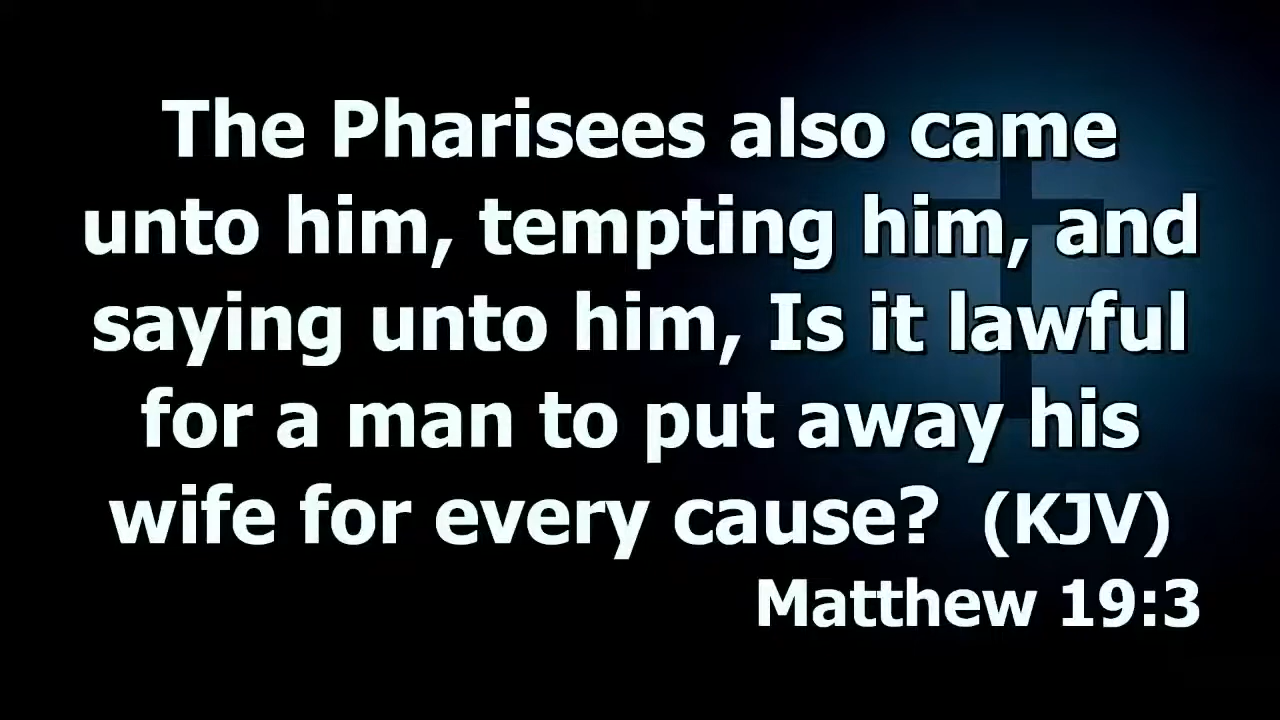 The Pharisees also came
unto him, tempting him, and
saying unto him, Is it lawful
for a man to put away his
wife for every cause? (KJV)
Matthew 19:3